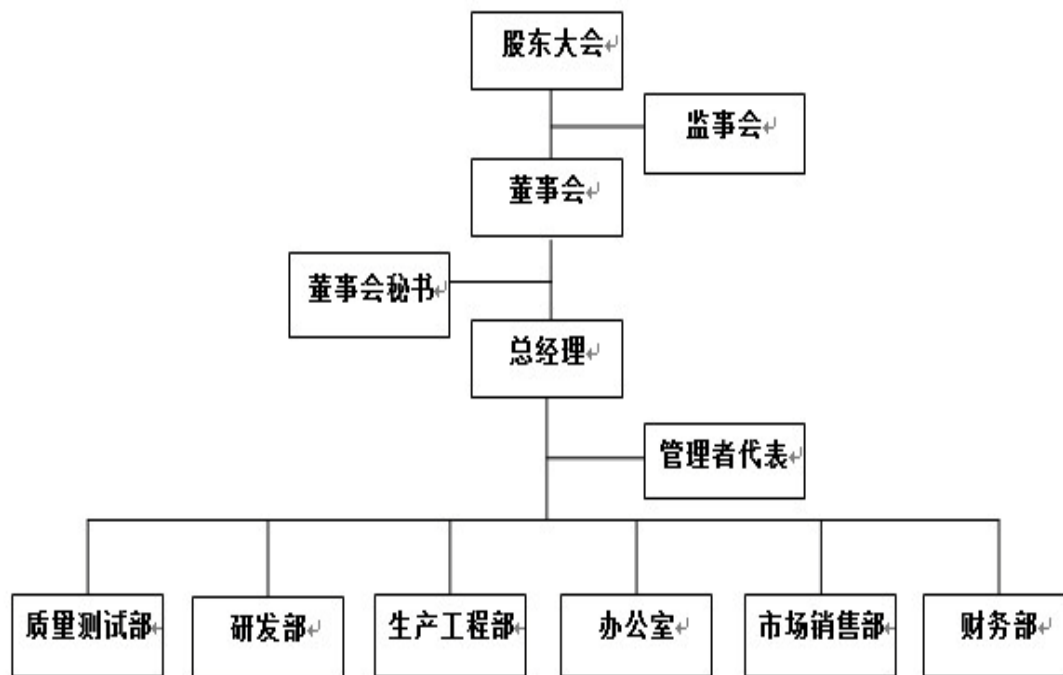 股东大会
监事会
董事会
董事会秘书
总经理
管理者代表
质量测试部
研发部
生产工程部
办公室
市场销售部
财务部